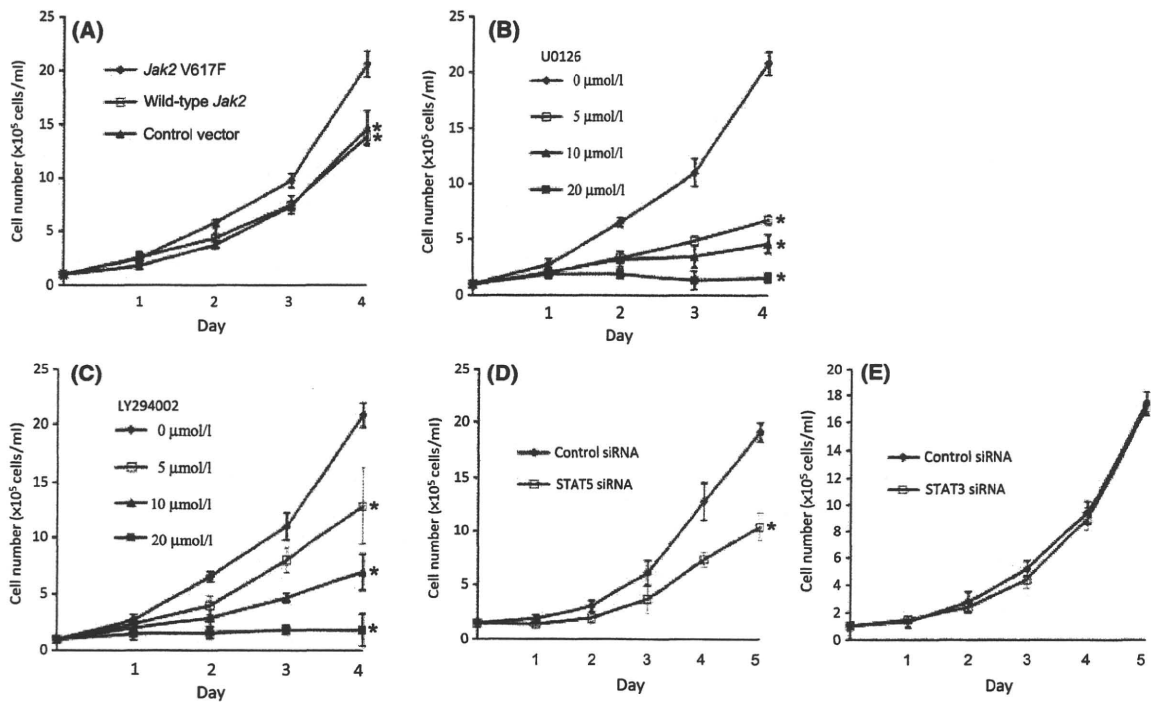 (A)
Cell number (x10⁵ cells/ml)
25
20
15
10
5
0
Jak2 V617F
Wild-type Jak2
Control vector
*
*
1 2 3 4
Day
(B)
Cell number (x10⁵ cells/ml)
25
20
15
10
5
0
U0126
0 μmol/l
5 μmol/l
10 μmol/l
20 μmol/l
*
*
*
1 2 3 4
Day
(C)
Cell number (x10⁵ cells/ml)
25
20
15
10
5
0
LY294002
0 μmol/l
5 μmol/l
10 μmol/l
20 μmol/l
*
*
*
1 2 3 4
Day
(D)
Cell number (x10⁵ cells/ml)
25
20
15
10
5
0
Control siRNA
STAT5 siRNA
*
1 2 3 4 5
Day
(E)
Cell number (x10⁵ cells/ml)
20
18
16
14
12
10
8
6
4
2
0
Control siRNA
STAT3 siRNA
1 2 3 4 5
Day